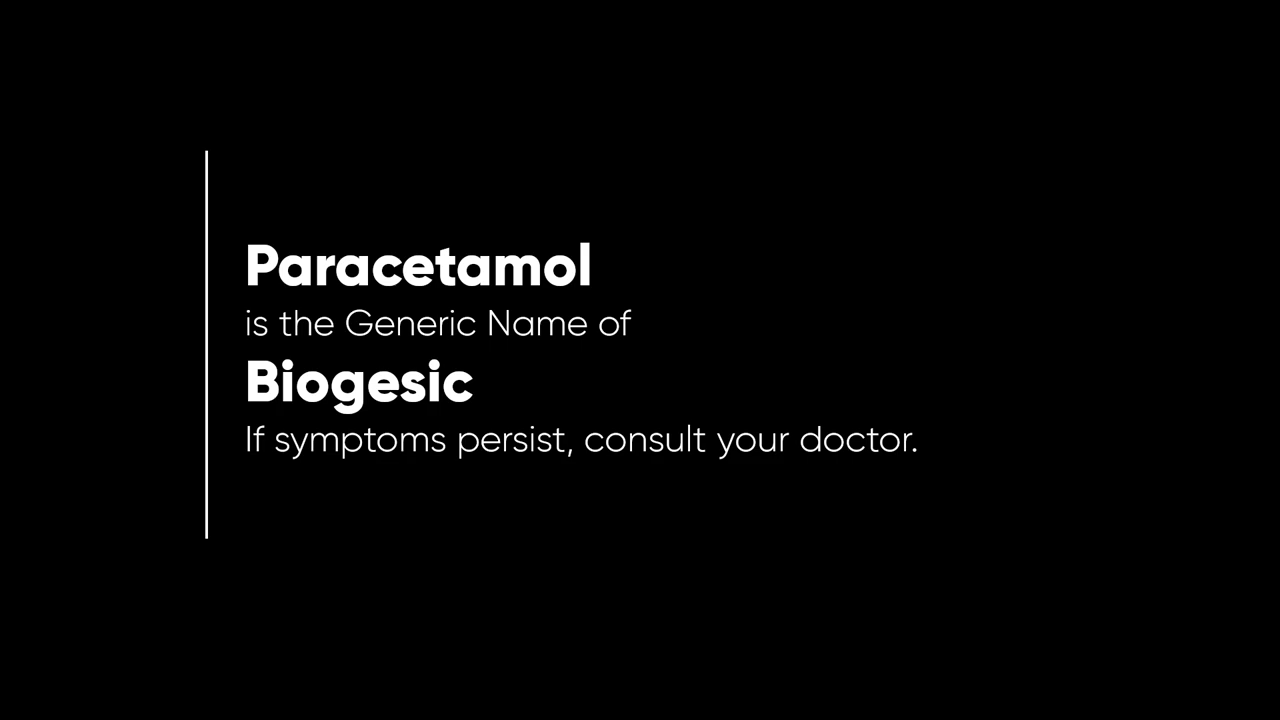 Paracetamol
is the Generic Name of
Biogesic
If symptoms persist, consult your doctor.